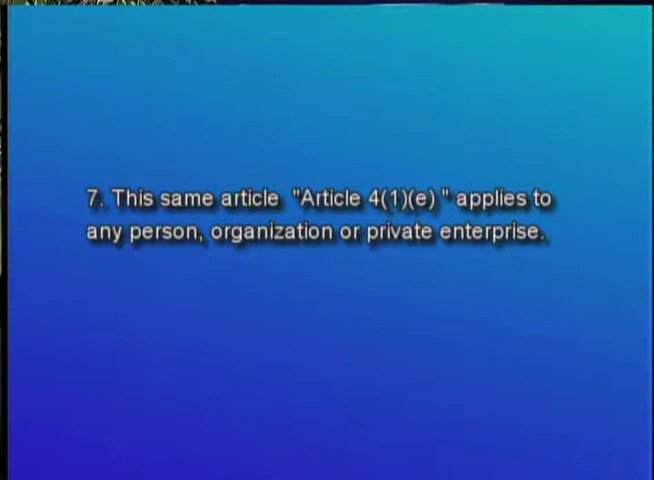 7. This same article "Article 4(1)(e) " applies to
any person, organization or private enterprise.